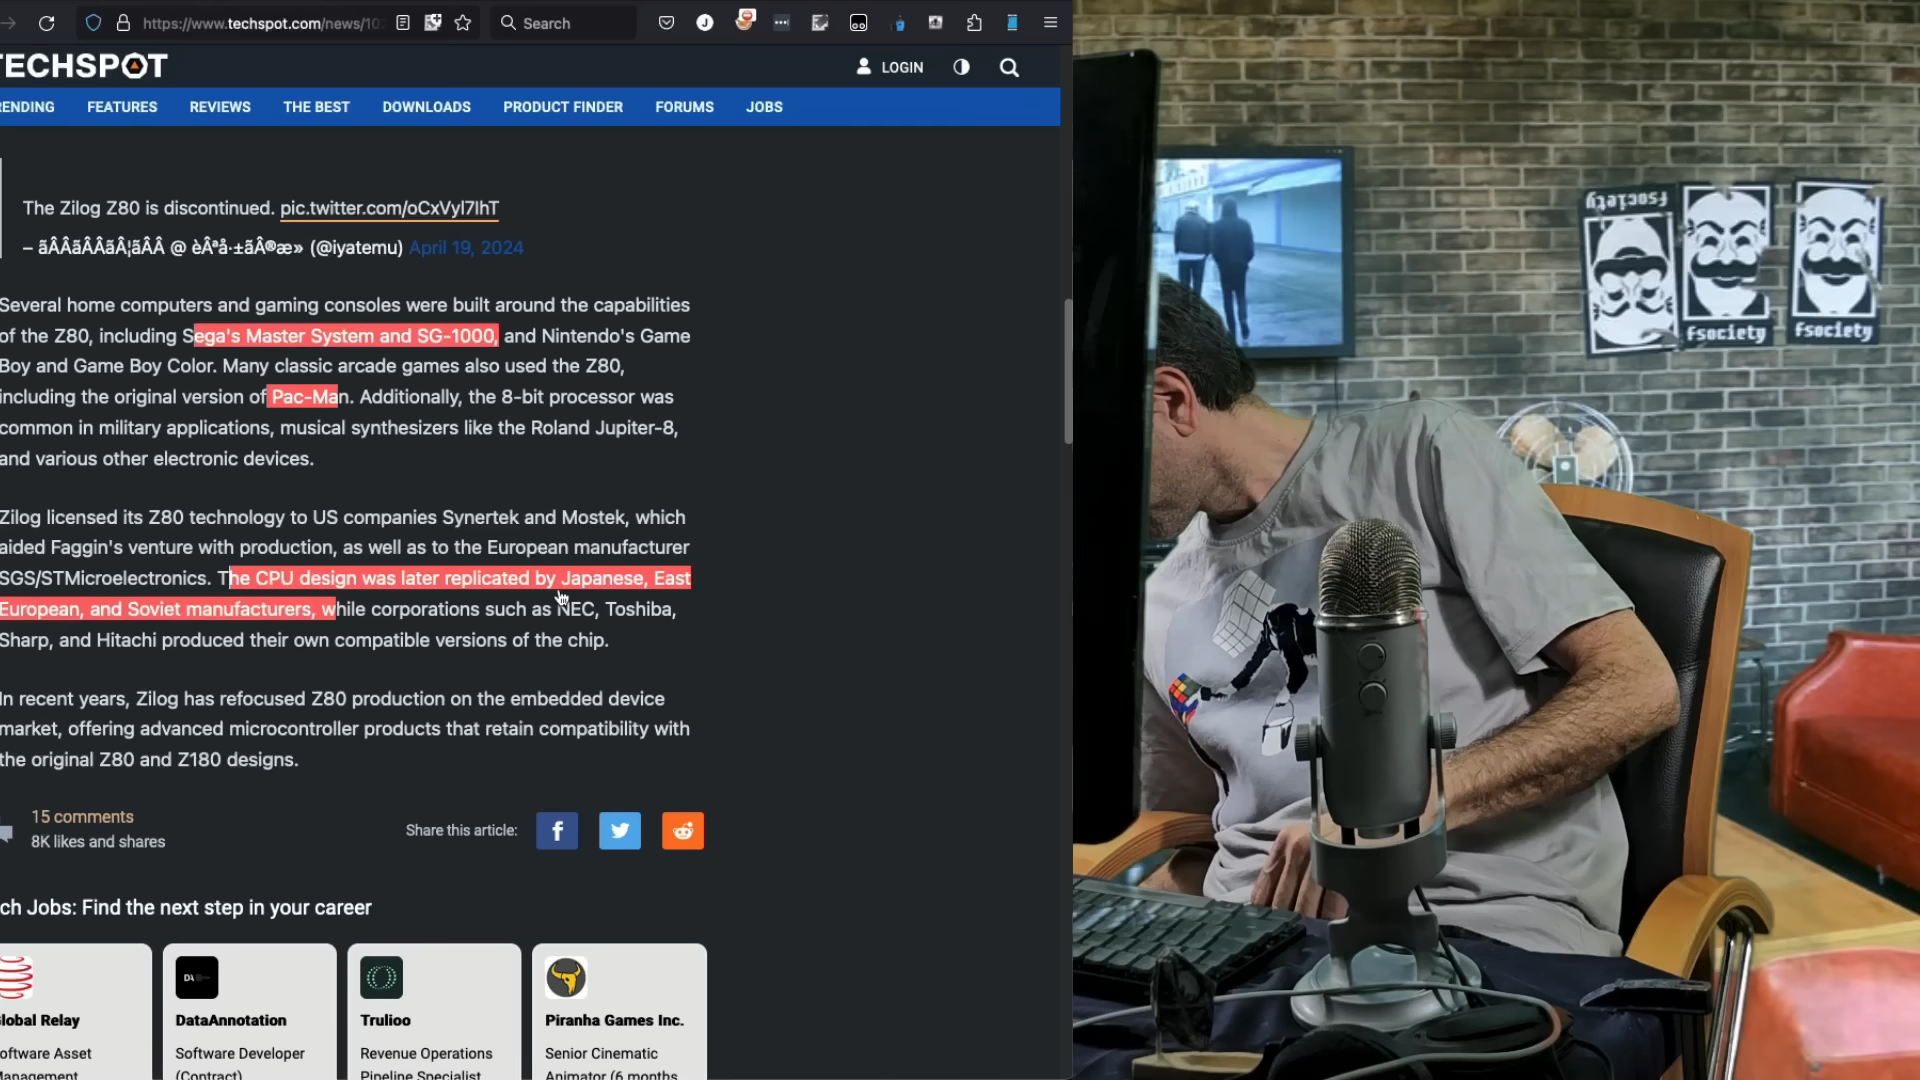 https://www.techspot.com/news/10
Search
TECHSPOT
LOGIN
RENDING FEATURES REVIEWS THE BEST DOWNLOADS PRODUCT FINDER FORUMS JOBS
The Zilog Z80 is discontinued. pic.twitter.com/oCxVyl7lhT
(@iyatemu) April 19, 2024
Several home computers and gaming consoles were built around the capabilities
of the Z80, including Sega's Master System and SG-1000, and Nintendo's Game
Boy and Game Boy Color. Many classic arcade games also used the Z80,
including the original version of Pac-Man. Additionally, the 8-bit processor was
common in military applications, musical synthesizers like the Roland Jupiter-8,
and various other electronic devices.
Zilog licensed its Z80 technology to US companies Synertek and Mostek, which
aided Faggin's venture with production, as well as to the European manufacturer
SGS/STMicroelectronics. The CPU design was later replicated by Japanese, East
European, and Soviet manufacturers, while corporations such as NEC, Toshiba,
Sharp, and Hitachi produced their own compatible versions of the chip.
In recent years, Zilog has refocused Z80 production on the embedded device
market, offering advanced microcontroller products that retain compatibility with
the original Z80 and Z180 designs.
15 comments
8K likes and shares
Share this article:
ch Jobs: Find the next step in your career
Global Relay
oftware Asset
Management
DataAnnotation
Software Developer
(Contract)
Trulioo
Revenue Operations
Pipeline Specialist
Piranha Games Inc.
Senior Cinematic
Animator (6 months
fsociety
fsociety
fsociety